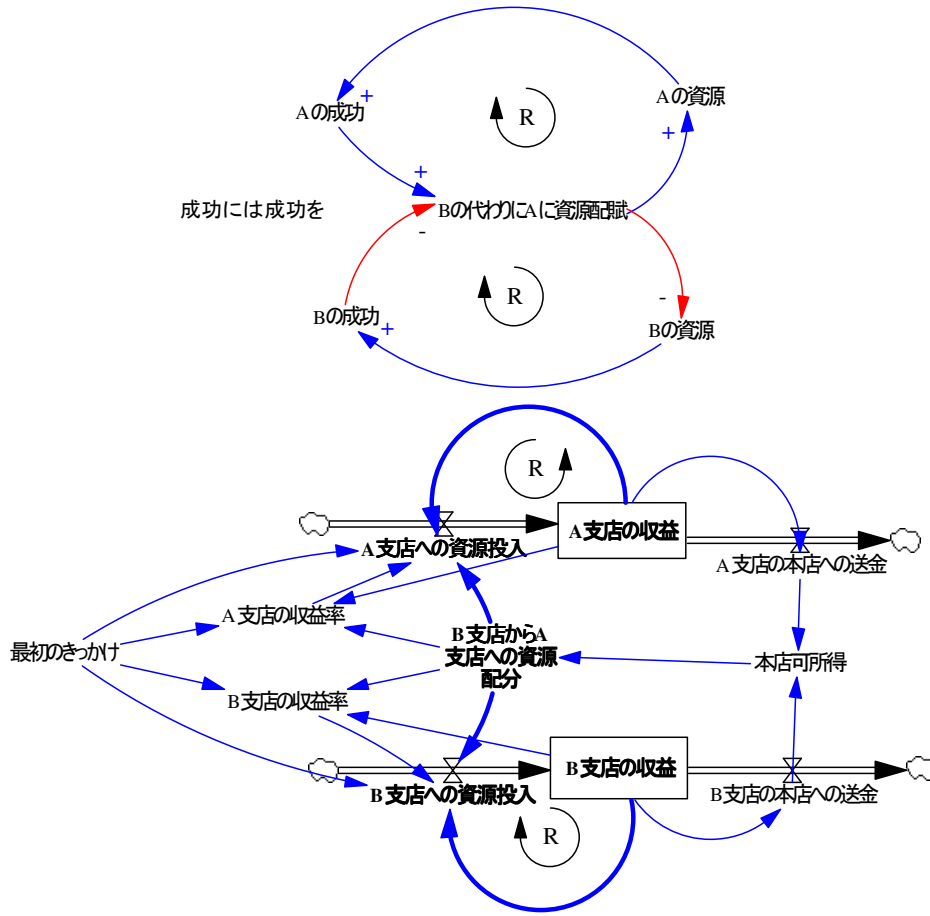 Aの成功
+
R
Aの資源
+
+
成功には成功を
Bの代わりにAに資源配賦
-
R
-
Bの成功
+
Bの資源
R
A支店の収益
A支店への資源投入
A支店の本店への送金
A支店の収益率
最初のきっかけ
B支店からA
支店への資源
配分
本店可所得
B支店の収益率
B支店の収益
B支店への資源投入
B支店の本店への送金
R